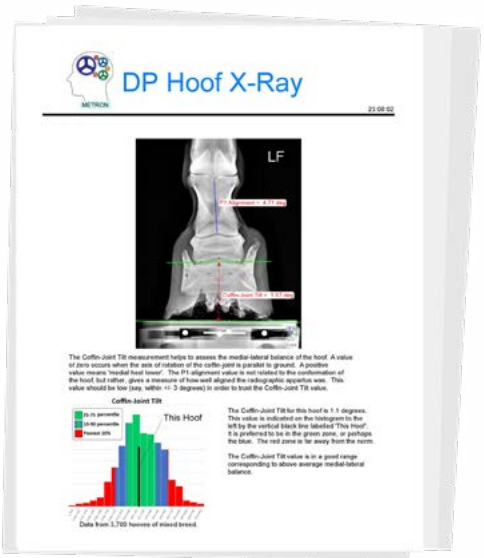 METRON
DP Hoof X-Ray
23:08:02
LF
P1 Alignment = 4.71 deg
Coffin-Joint Tilt = 1.07 deg
The Coffin-Joint Tilt measurement helps to assess the medial-lateral balance of the hoof. A value
of zero occurs when the axis of rotation of the coffin-joint is parallel to ground. A positive
value means 'medial heel lower'. The P1-alignment value is not related to the conformation of
the hoof, but rather, gives a measure of how well aligned the radiographic apparatus was. This
value should be low (say, within +/- 3 degrees) in order to trust the Coffin-Joint Tilt value.
Coffin-Joint Tilt
25-75 percentile
10-90 percentile
Poorest 10%
This Hoof
Data from 3,700 hooves of mixed breed.
The Coffin-Joint Tilt for this hoof is 1.1 degrees.
This value is indicated on the histogram to the
left by the vertical black line labelled 'This Hoof'.
It is preferred to be in the green zone, or perhaps
the blue. The red zone is far away from the norm.
The Coffin-Joint Tilt value is in a good range
corresponding to above average medial-lateral
balance.